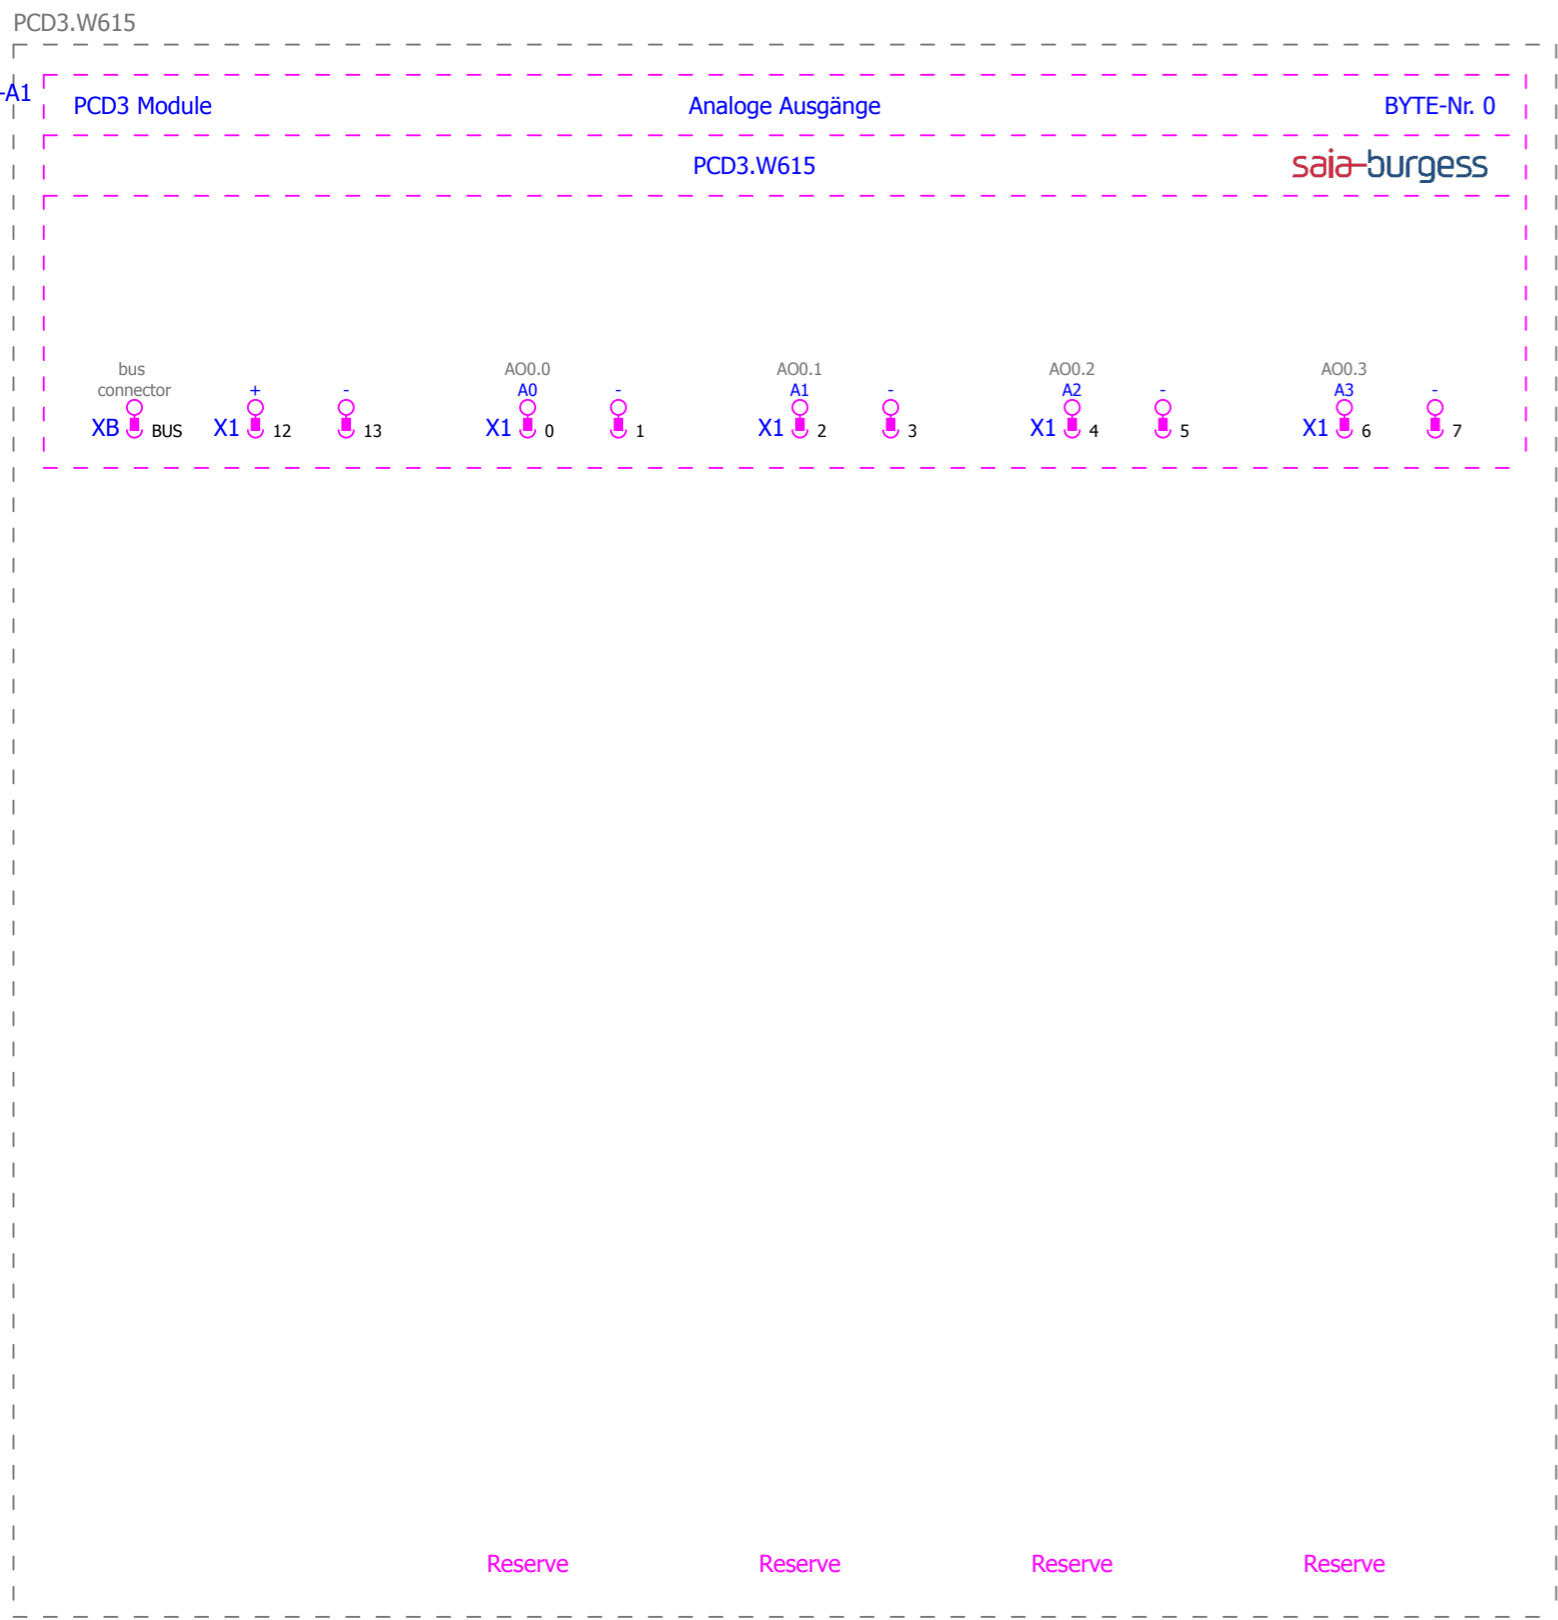 PCD3.W615
-A1
PCD3 Module Analoge Ausgänge BYTE-Nr. 0
PCD3.W615 saia-burgess
bus AO0.0 AO0.1 AO0.2 AO0.3
connector + - A0 - A1 - A2 - A3 -
XB BUS X1 12 13 X1 0 1 X1 2 3 X1 4 5 X1 6 7
Reserve Reserve Reserve Reserve